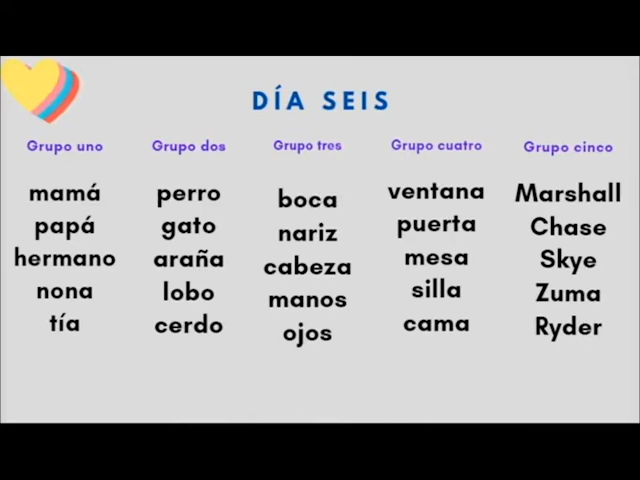 DÍA SEIS
Grupo uno
mamá
papá
hermano
nona
tía
Grupo dos
perro
gato
araña
lobo
cerdo
Grupo tres
boca
nariz
cabeza
manos
ojos
Grupo cuatro
ventana
puerta
mesa
silla
cama
Grupo cinco
Marshall
Chase
Skye
Zuma
Ryder